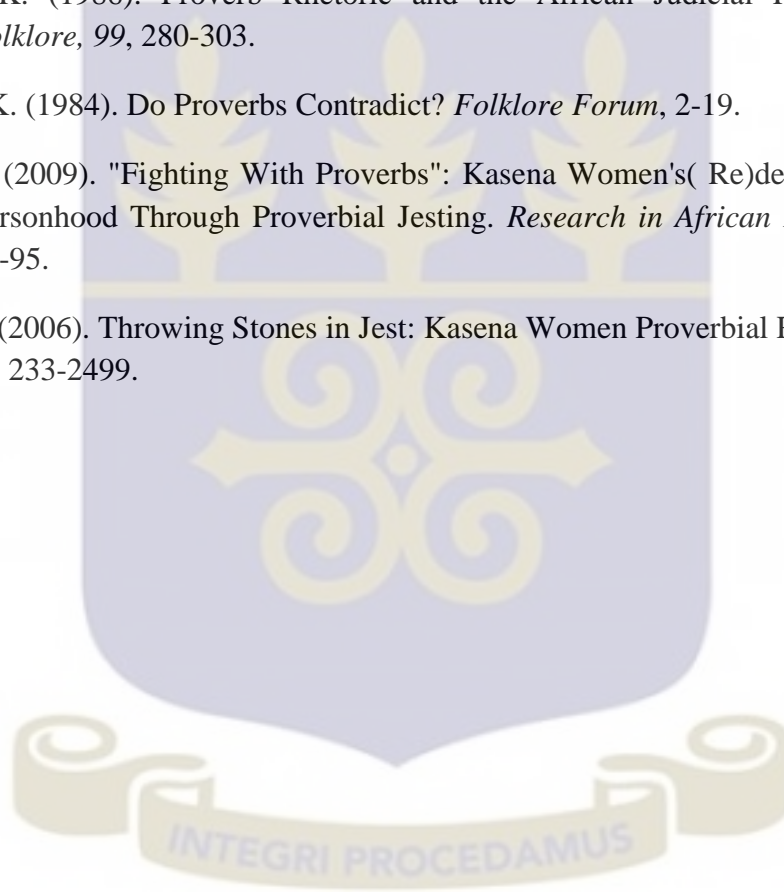 K. (1986). Proverb Rhetoric and the African Judicial
olklore, 99, 280-303.
K. (1984). Do Proverbs Contradict? Folklore Forum, 2-19.
(2009). "Fighting With Proverbs": Kasena Women's( Re)de
rsonhood Through Proverbial Jesting. Research in African
-95.
(2006). Throwing Stones in Jest: Kasena Women Proverbial
233-2499.
INTEGRI PROCEDAMUS